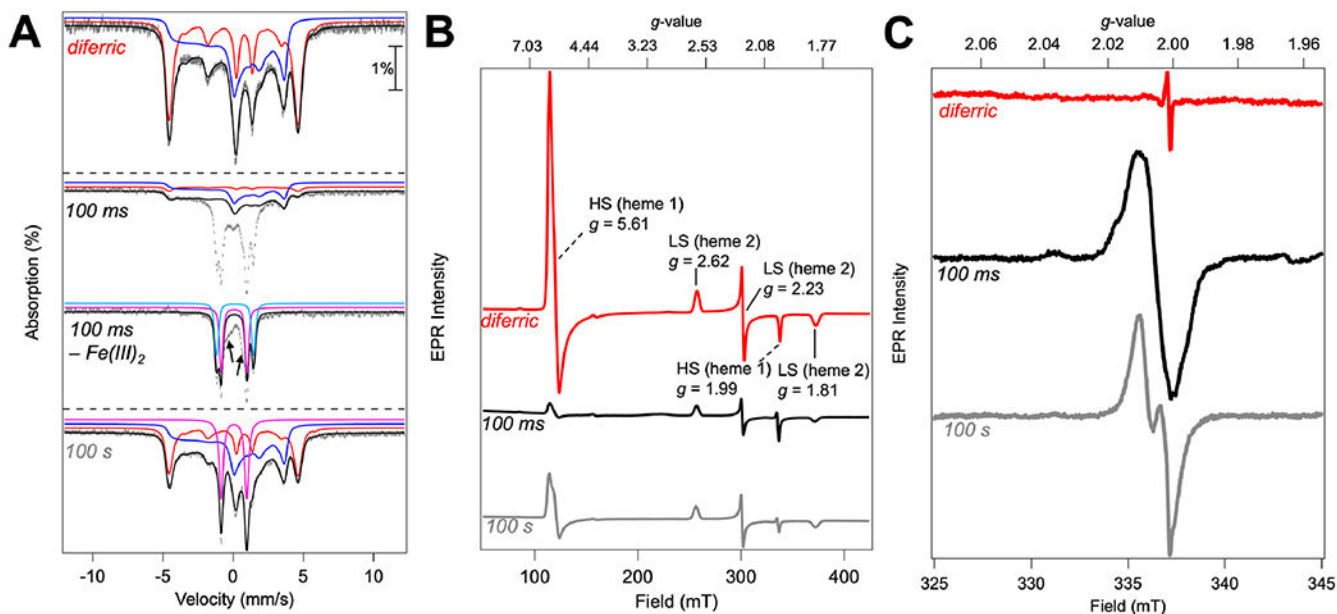 A
diferric
1%
100 ms
100 ms
– Fe(III)2
100 s
Absorption (%)
-10 -5 0 5 10
Velocity (mm/s)
B
g-value
7.03 4.44 3.23 2.53 2.08 1.77
HS (heme 1)
g = 5.61
LS (heme 2)
g = 2.62
LS (heme 2)
g = 2.23
diferric
HS (heme 1)
g = 1.99
LS (heme 2)
g = 1.81
100 ms
100 s
EPR Intensity
100 200 300 400
Field (mT)
C
g-value
2.06 2.04 2.02 2.00 1.98 1.96
diferric
100 ms
100 s
EPR Intensity
325 330 335 340 345
Field (mT)